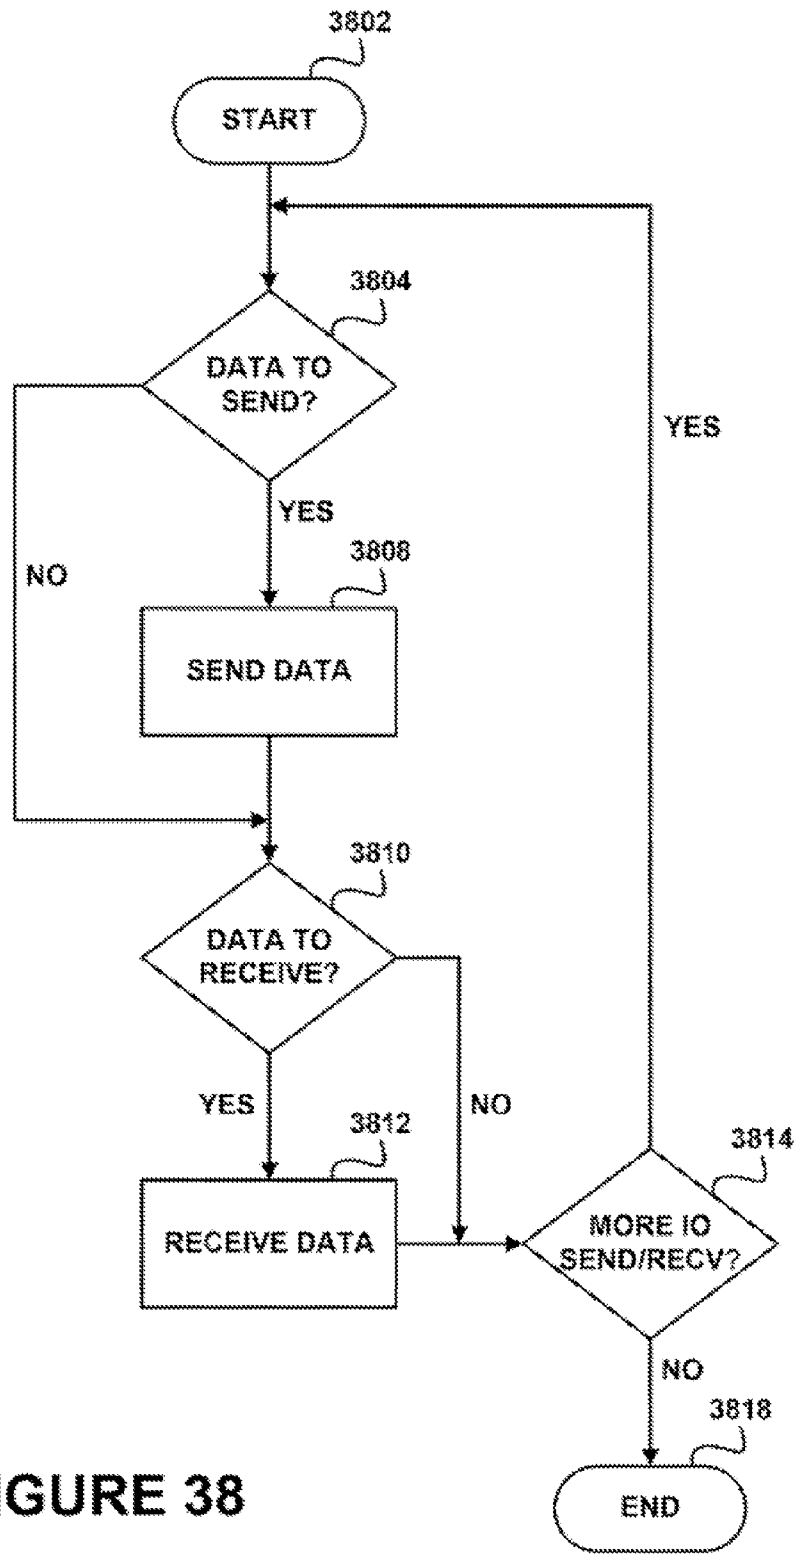 3802
START
3804
DATA TO
SEND?
YES
YES
NO
3808
SEND DATA
3810
DATA TO
RECEIVE?
YES
NO
3812
RECEIVE DATA
3814
MORE IO
SEND/RECV?
NO
3818
END
IGURE 38